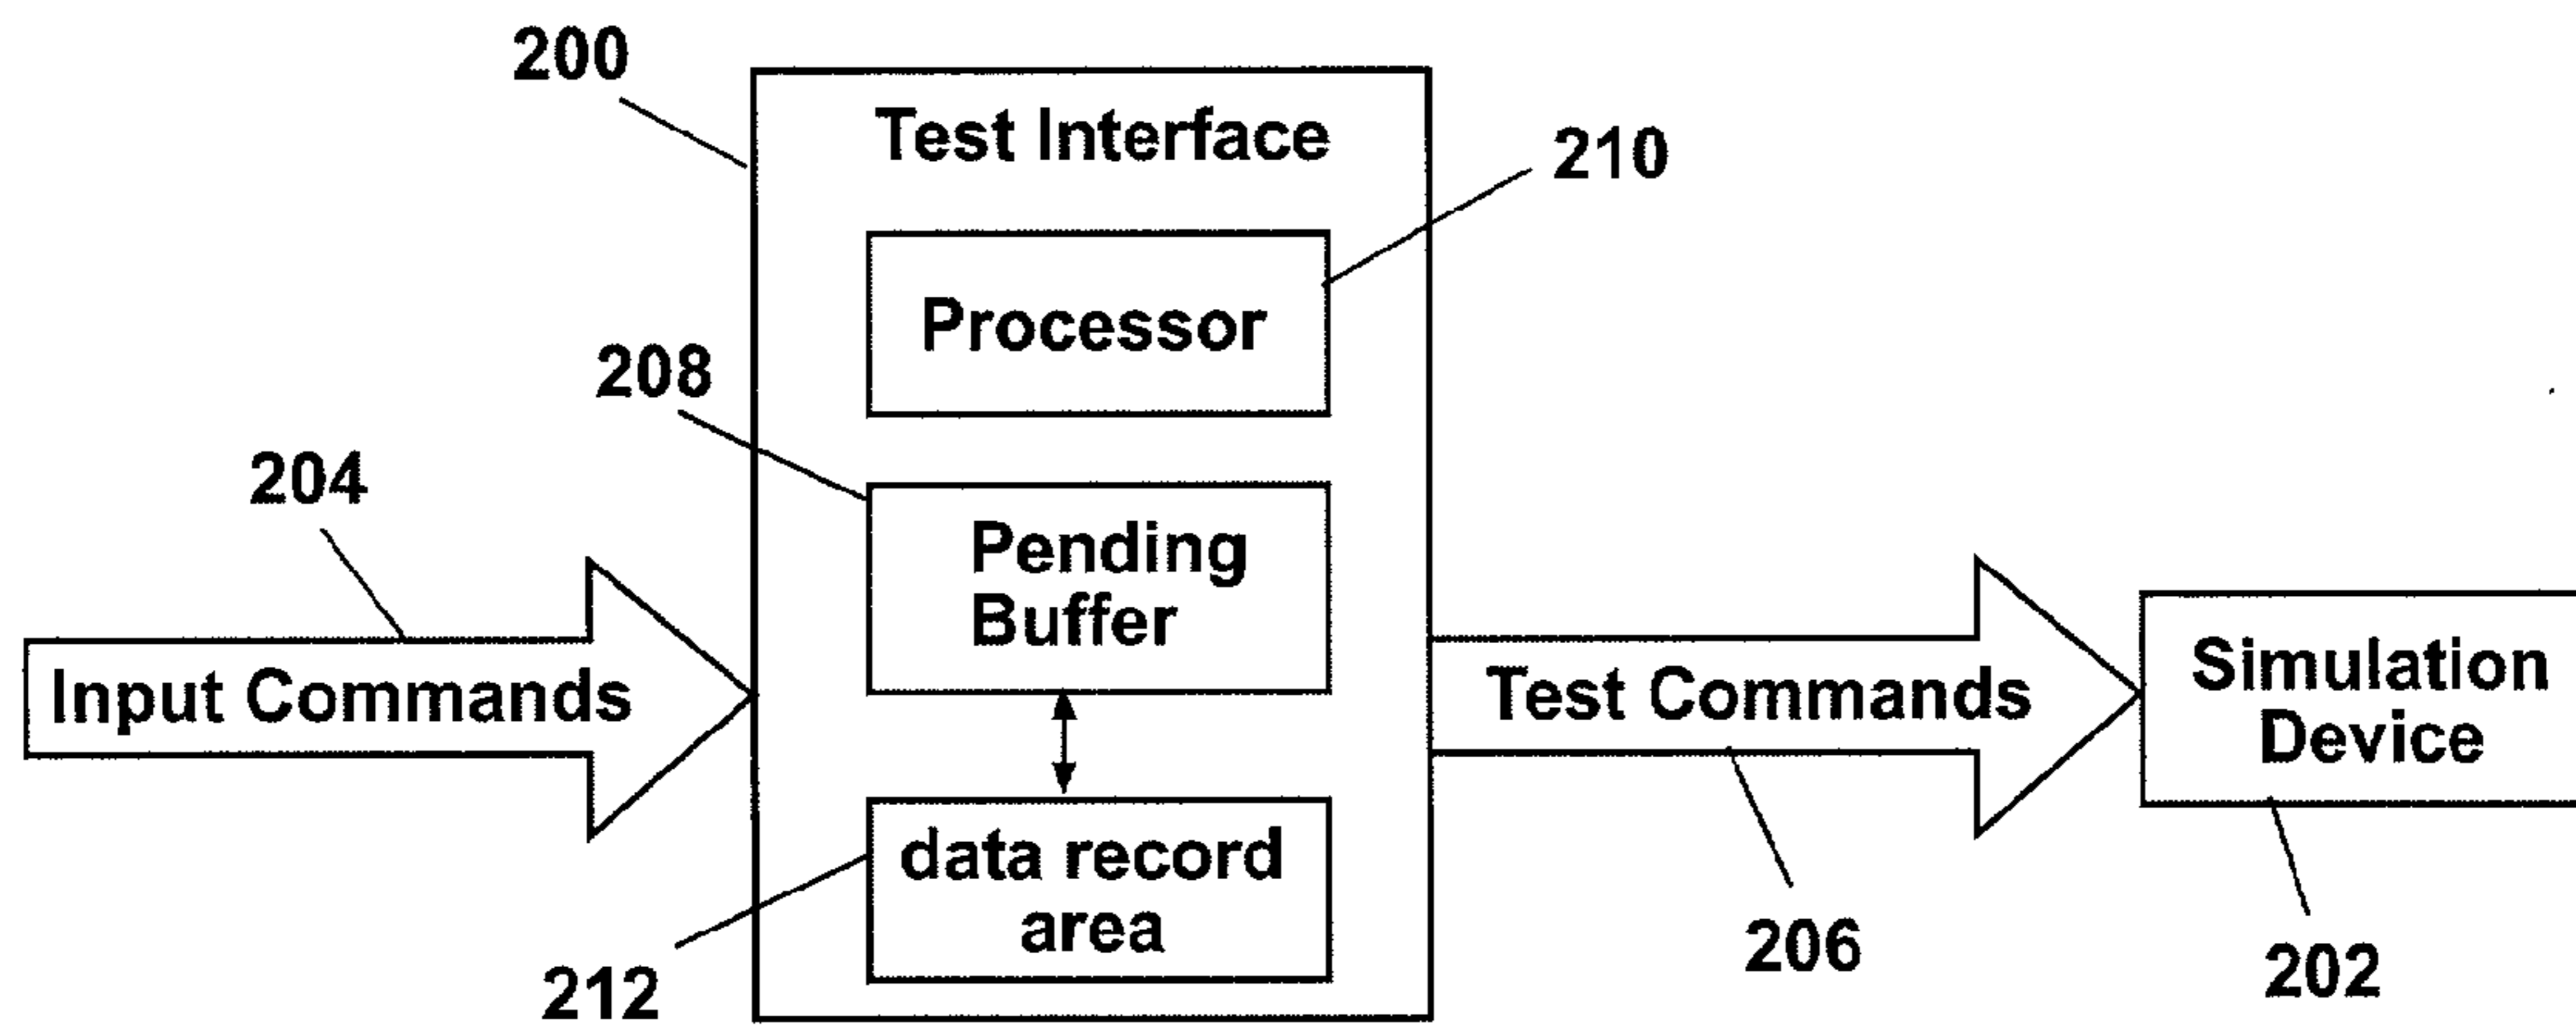 200
Test Interface
210
Processor
208
204
Pending
Buffer
Input Commands
Test Commands
Simulation
Device
data record
area
206
202
212